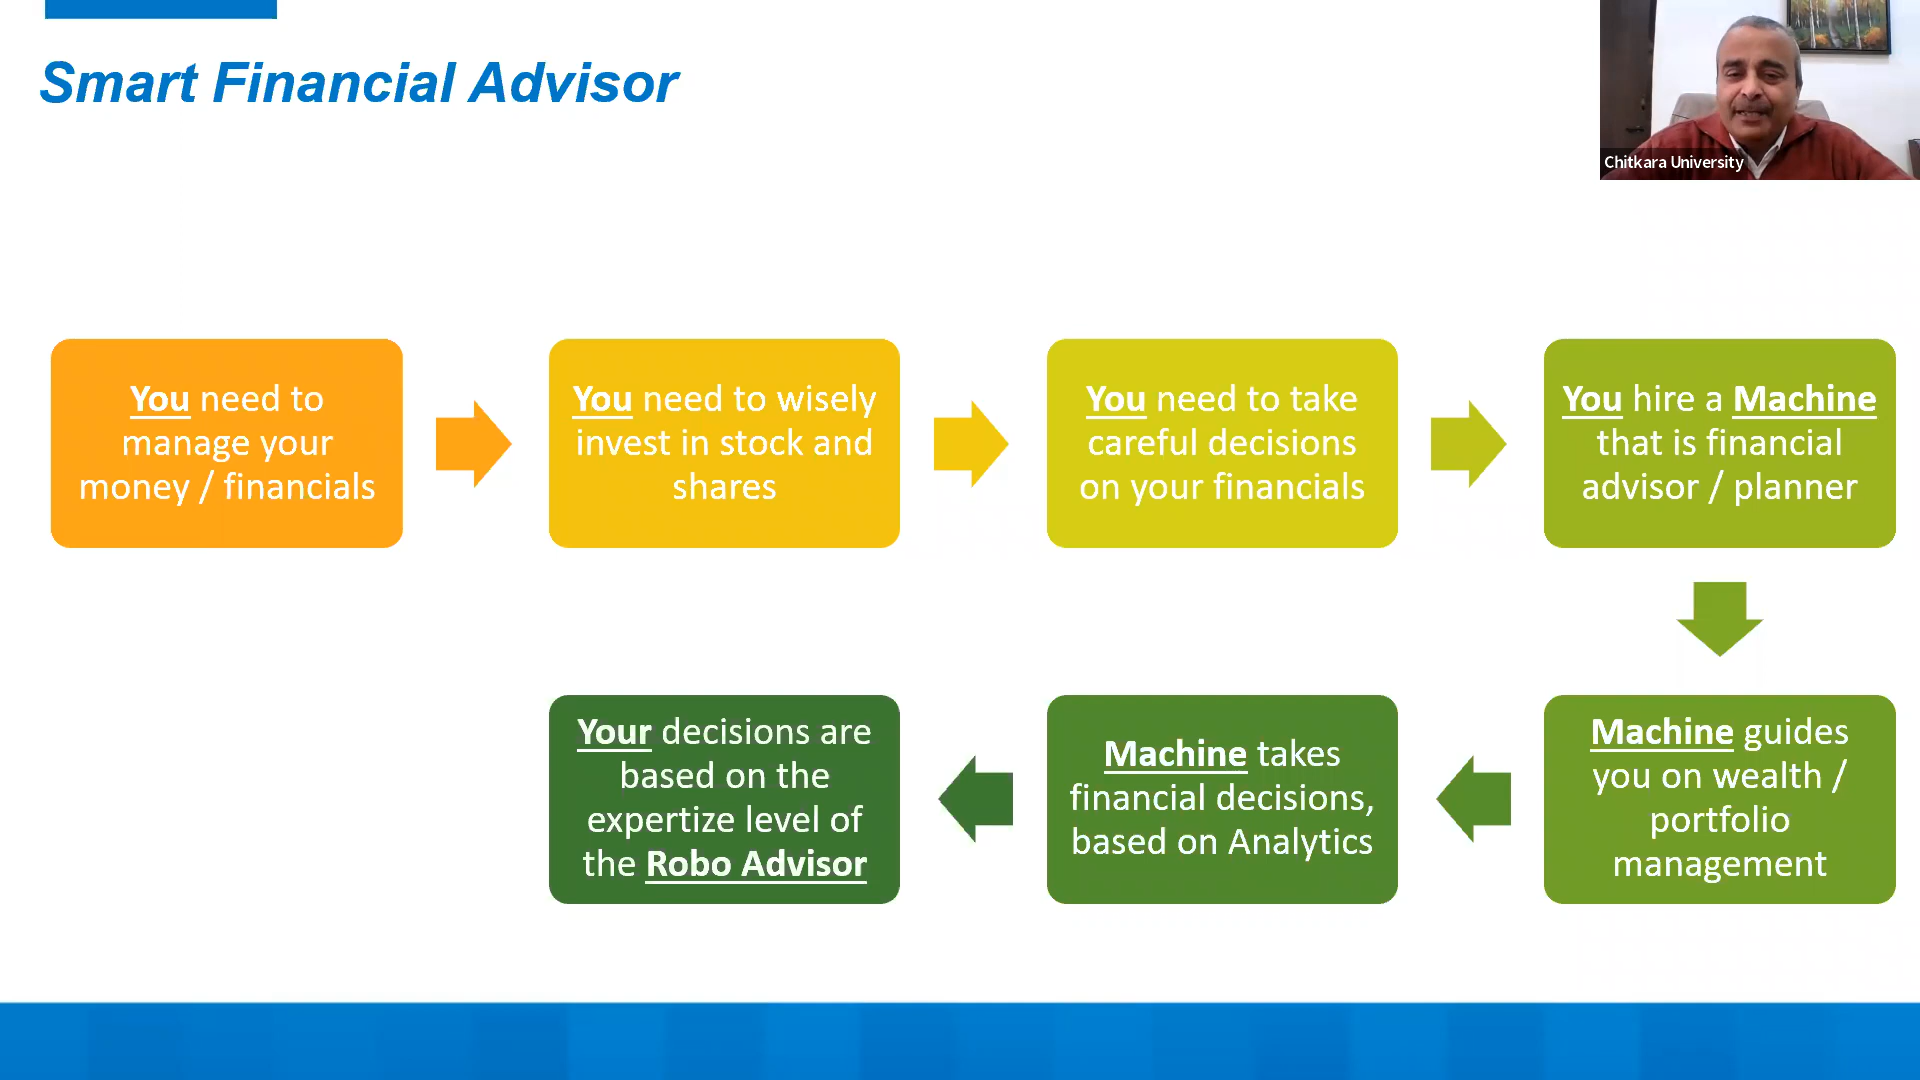 Smart Financial Advisor
Chitkara University
You need to
manage your
money / financials
You need to wisely
invest in stock and
shares
You need to take
careful decisions
on your financials
You hire a Machine
that is financial
advisor / planner
Machine guides
you on wealth /
portfolio
management
Machine takes
financial decisions,
based on Analytics
Your decisions are
based on the
expertize level of
the Robo Advisor